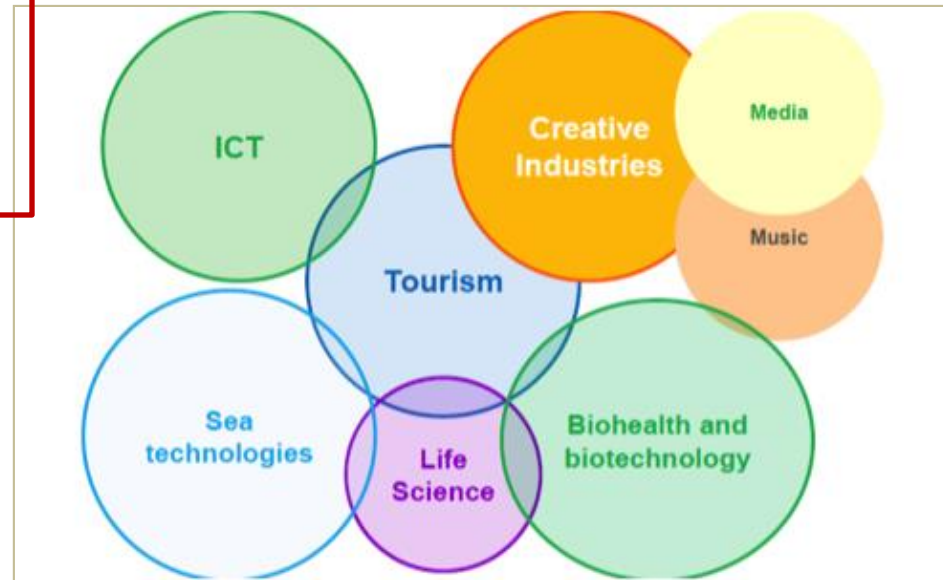 ICT
Creative
Industries
Media
Music
Tourism
Sea
technologies
Life
Science
Biohealth and
biotechnology